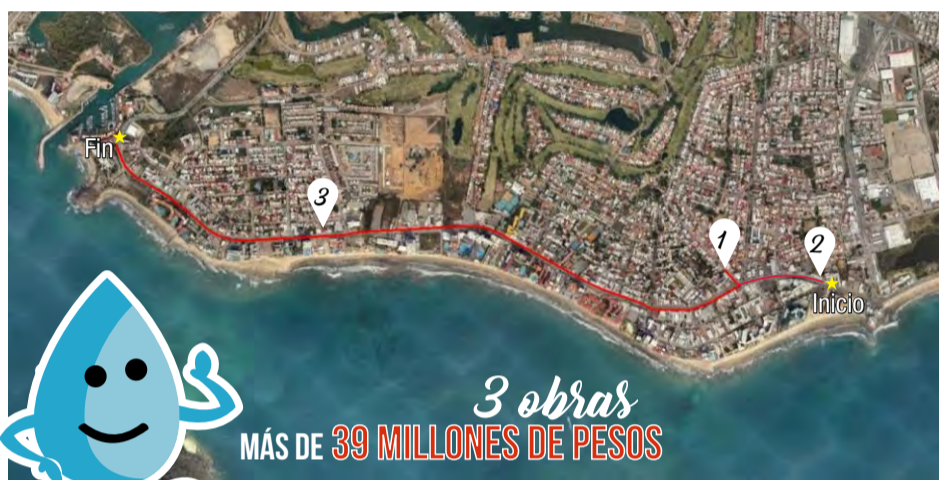 Fin
3
1
2
Inicio
3 obras
MÁS DE 39 MILLONES DE PESOS